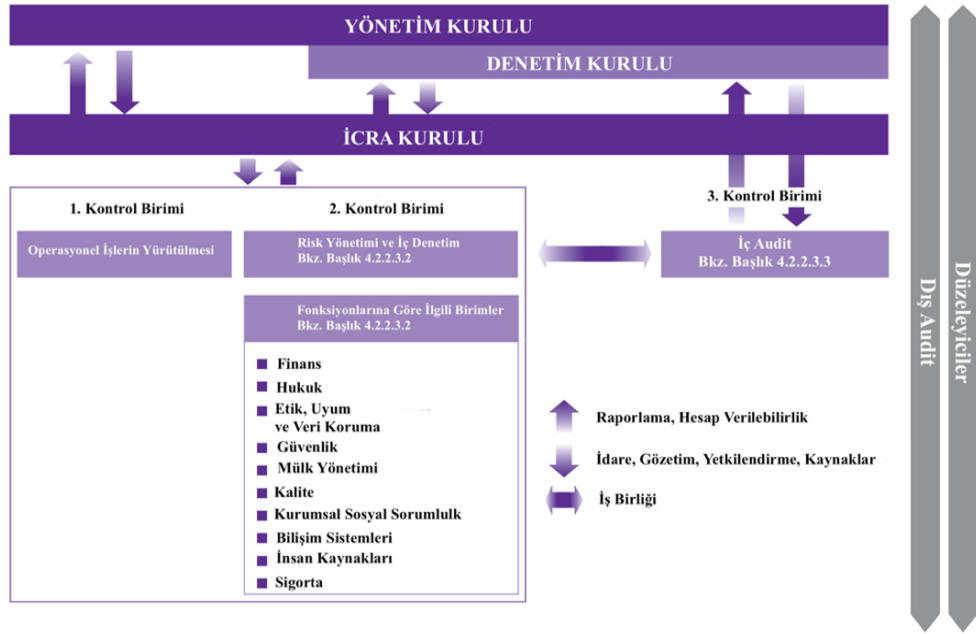 YÖNETİM KURULU
DENETİM KURULU
İCRA KURULU
1. Kontrol Birimi
2. Kontrol Birimi
3. Kontrol Birimi
Operasyonel İşlerin Yürütülmesi
Risk Yönetimi ve İç Denetim
Bkz. Başlık 4.2.2.3.2
İç Audit
Bkz. Başlık 4.2.2.3.3
Fonksiyonlarına Göre İlgili Birimler
Bkz. Başlık 4.2.2.3.2
Finans
Hukuk
Etik, Uyum
ve Veri Koruma
Güvenlik
Mülk Yönetimi
Kalite
Kurumsal Sosyal Sorumlulk
Bilişim Sistemleri
İnsan Kaynakları
Sigorta
Raporlama, Hesap Verilebilirlik
İdare, Gözetim, Yetkilendirme, Kaynaklar
İş Birliği
Dış Audit
Düzeleyiciler